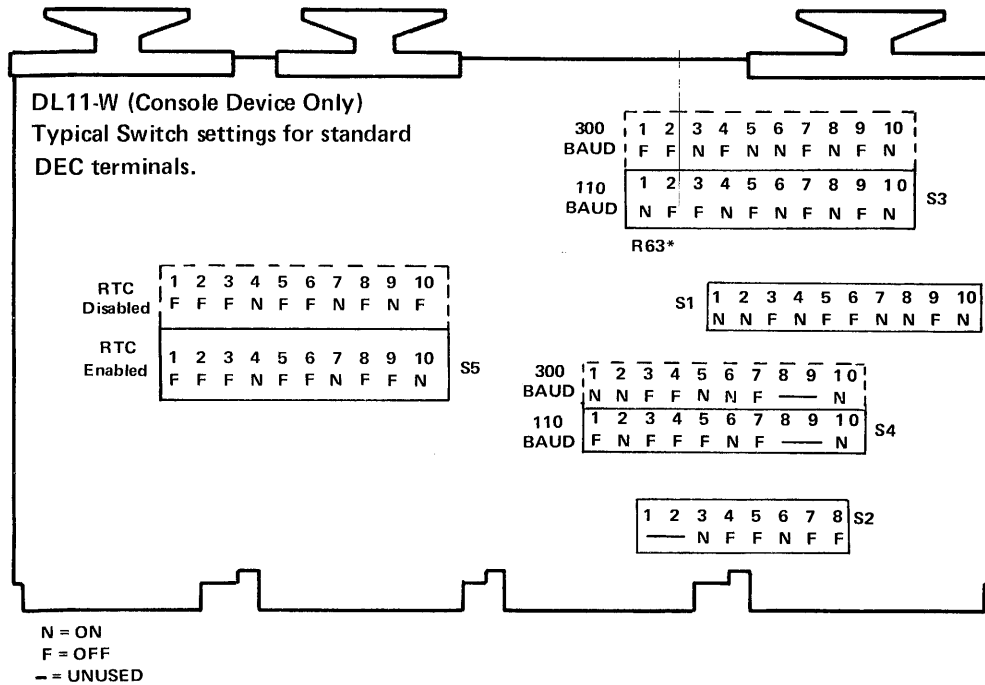 DL11-W (Console Device Only)
Typical Switch settings for standard
DEC terminals.
300 BAUD
1 2 3 4 5 6 7 8 9 10
F F N F N N F N F N
110 BAUD
1 2 3 4 5 6 7 8 9 10
N F F N F N F N F N
S3
R63*
S1
1 2 3 4 5 6 7 8 9 10
N N F N F F N N F N
RTC Disabled
1 2 3 4 5 6 7 8 9 10
F F F N F F N F N F
RTC Enabled
1 2 3 4 5 6 7 8 9 10
F F F N F F N F F N
S5
300 BAUD
1 2 3 4 5 6 7 8 9 10
N N F F N N F — N
110 BAUD
1 2 3 4 5 6 7 8 9 10
F N F F F N F — N
S4
1 2 3 4 5 6 7 8
— N F F N F F
S2
N = ON
F = OFF
– = UNUSED